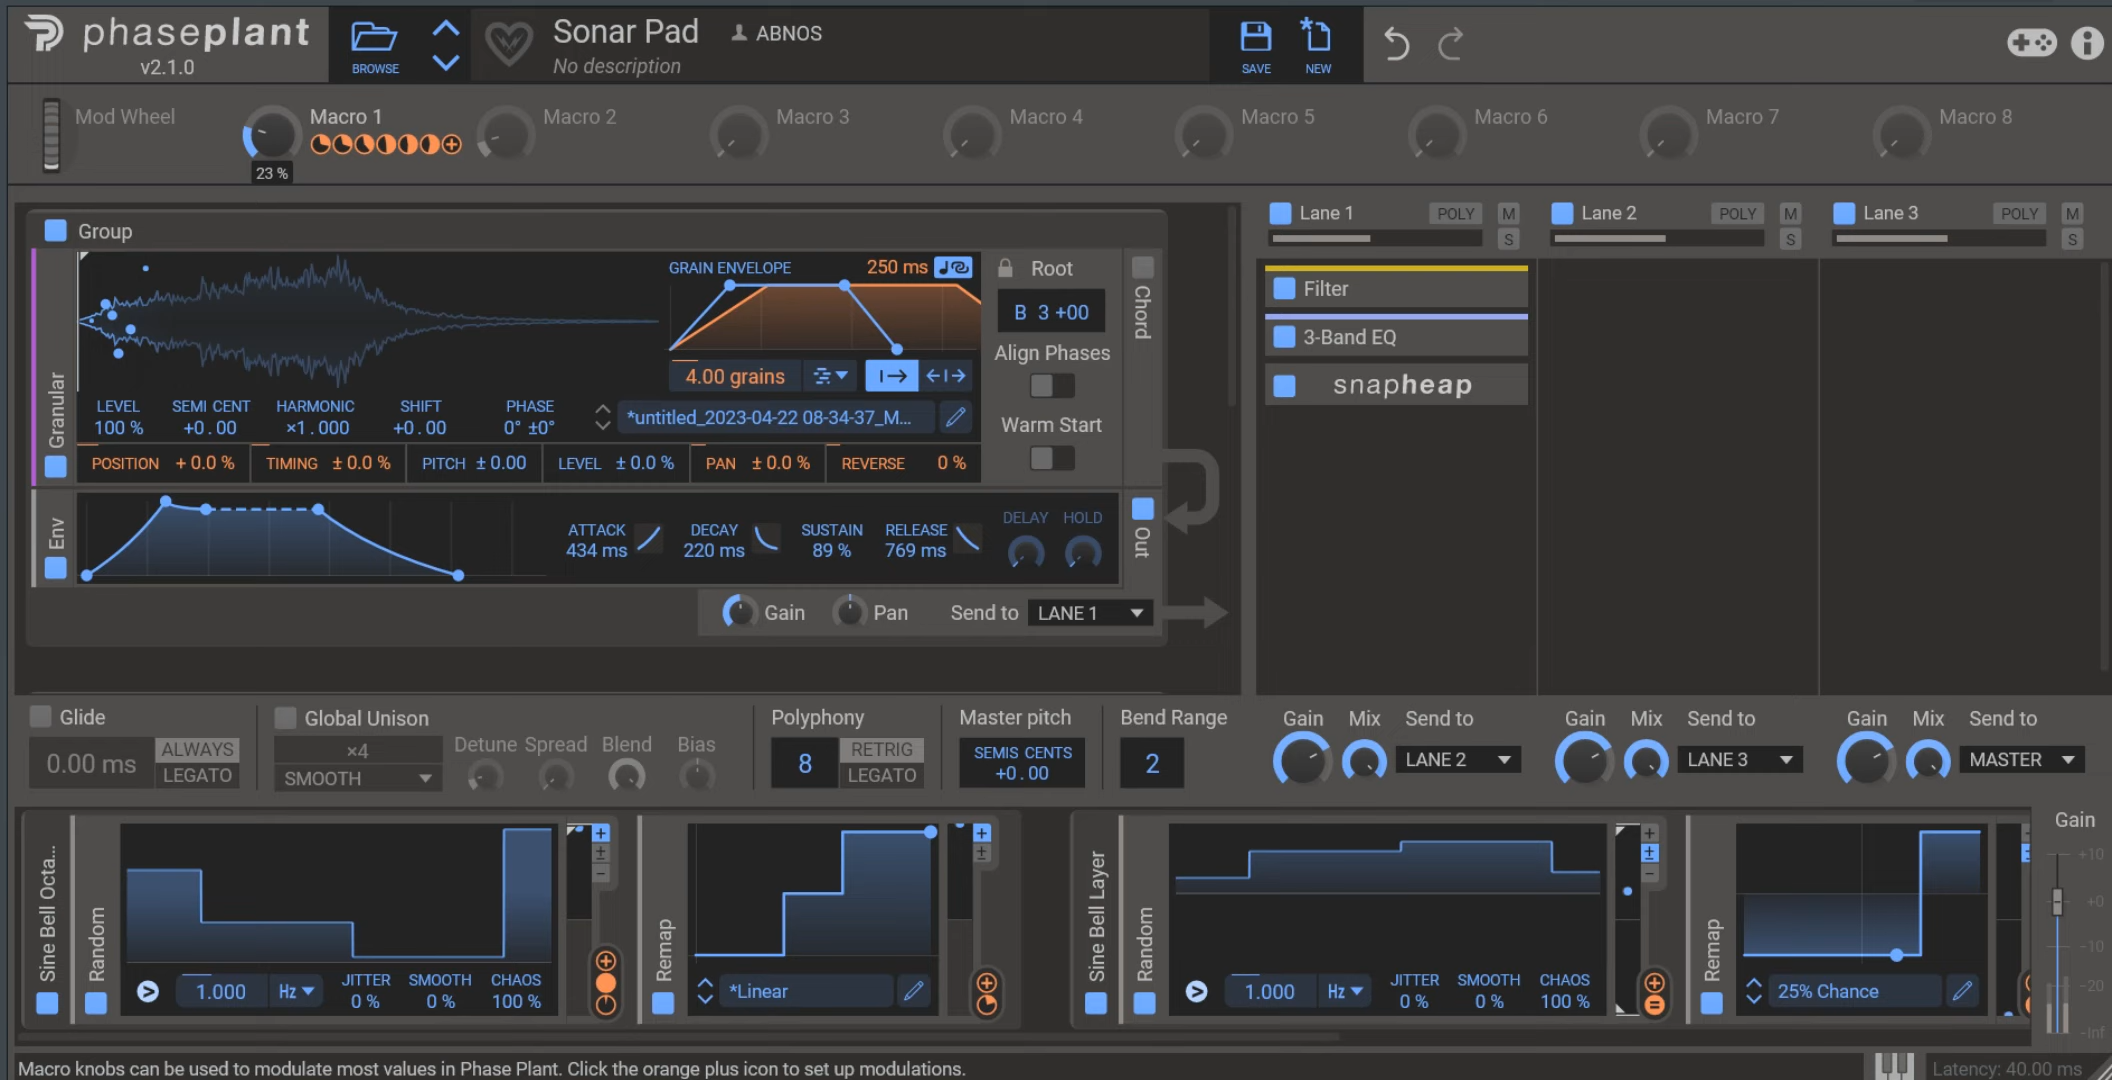 phaseplant
v2.1.0
BROWSE
Sonar Pad
ABNOS
No description
SAVE
NEW
Mod Wheel
Macro 1
23 %
Macro 2
Macro 3
Macro 4
Macro 5
Macro 6
Macro 7
Macro 8
Group
Granular
GRAIN ENVELOPE
250 ms
4.00 grains
LEVEL
100 %
SEMI CENT
+0.00
HARMONIC
×1.000
SHIFT
+0.00
PHASE
0° ±0°
*untitled_2023-04-22 08-34-37_M...
POSITION + 0.0 %
TIMING ± 0.0 %
PITCH ± 0.00
LEVEL ± 0.0 %
PAN ± 0.0 %
REVERSE 0 %
Root
B 3 +00
Align Phases
Warm Start
Chord
Env
ATTACK
434 ms
DECAY
220 ms
SUSTAIN
89 %
RELEASE
769 ms
DELAY
HOLD
Out
Gain
Pan
Send to
LANE 1
Lane 1
POLY
M
S
Lane 2
POLY
M
S
Lane 3
POLY
M
S
Filter
3-Band EQ
snapheap
Glide
0.00 ms
ALWAYS
LEGATO
Global Unison
×4
SMOOTH
Detune
Spread
Blend
Bias
Polyphony
8
RETRIG
LEGATO
Master pitch
SEMIS CENTS
+0.00
Bend Range
2
Gain
Mix
Send to
LANE 2
Gain
Mix
Send to
LANE 3
Gain
Mix
Send to
MASTER
Sine Bell Octa...
Random
1.000
Hz
JITTER
0 %
SMOOTH
0 %
CHAOS
100 %
Remap
*Linear
Sine Bell Layer
Random
1.000
Hz
JITTER
0 %
SMOOTH
0 %
CHAOS
100 %
Remap
25% Chance
Gain
+10
+0
-10
-20
-Inf
Macro knobs can be used to modulate most values in Phase Plant. Click the orange plus icon to set up modulations.
Latency: 40.00 ms